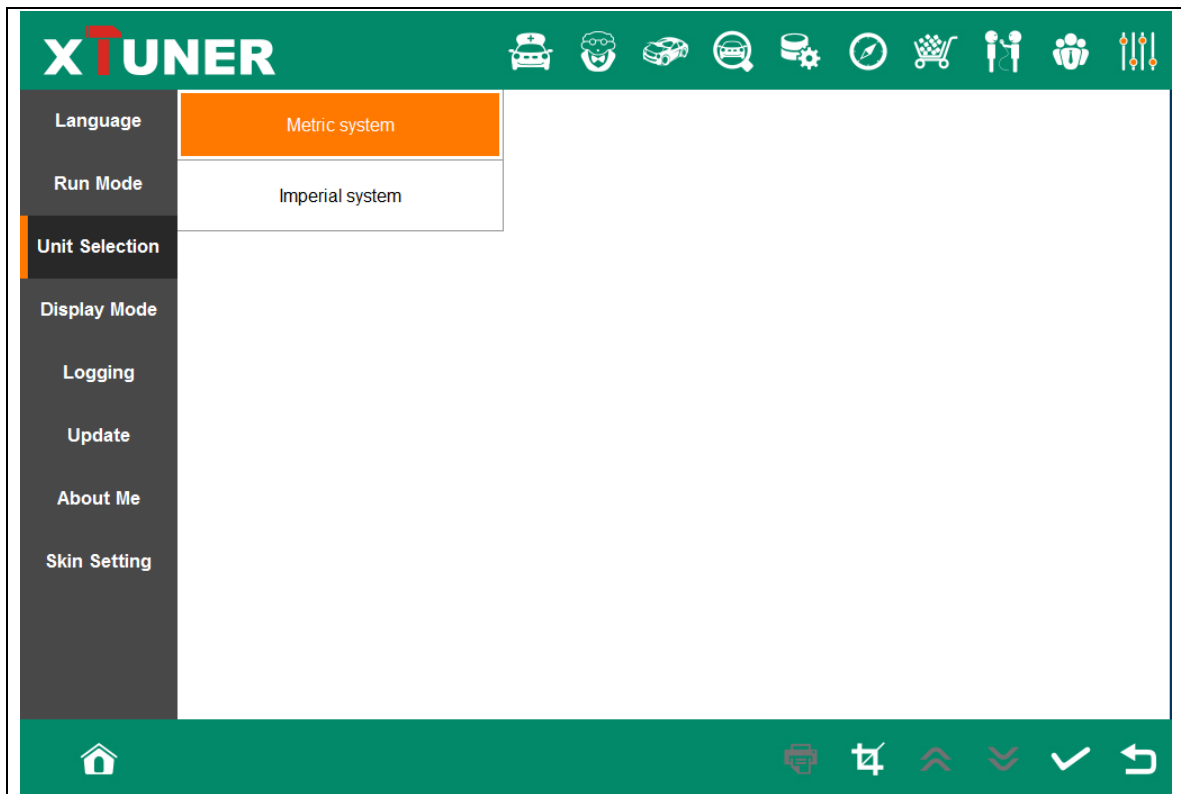 XTUNER
Language
Metric system
Run Mode
Imperial system
Unit Selection
Display Mode
Logging
Update
About Me
Skin Setting